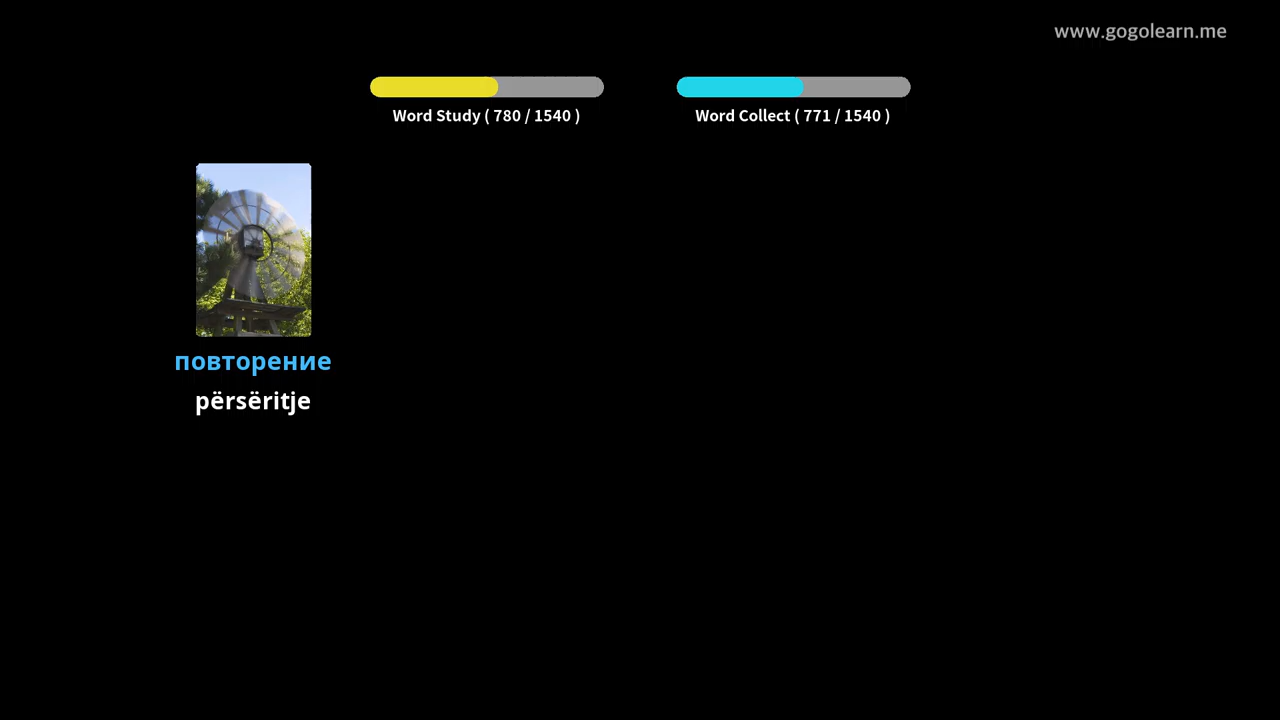 www.gogolearn.me
Word Study ( 780 / 1540 )
Word Collect ( 771 / 1540 )
повторение
përsëritje